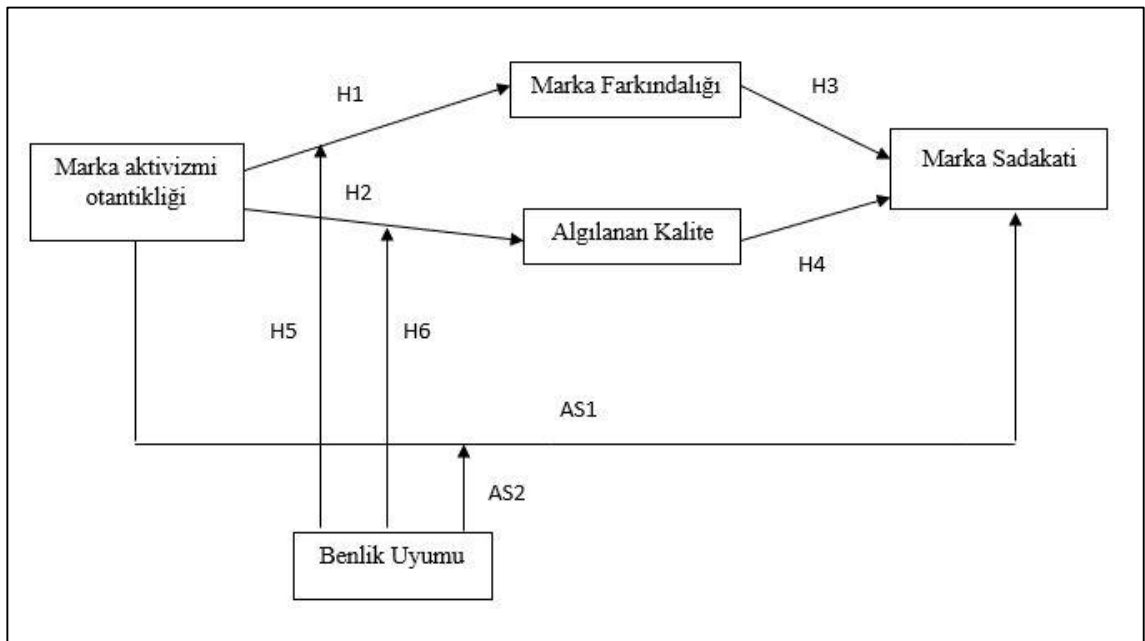 Marka Farkındalığı
H3
H1
Marka aktivizmi
otantikliği
Marka Sadakati
H2
Algılanan Kalite
H4
H5
H6
AS1
AS2
Benlik Uyumu